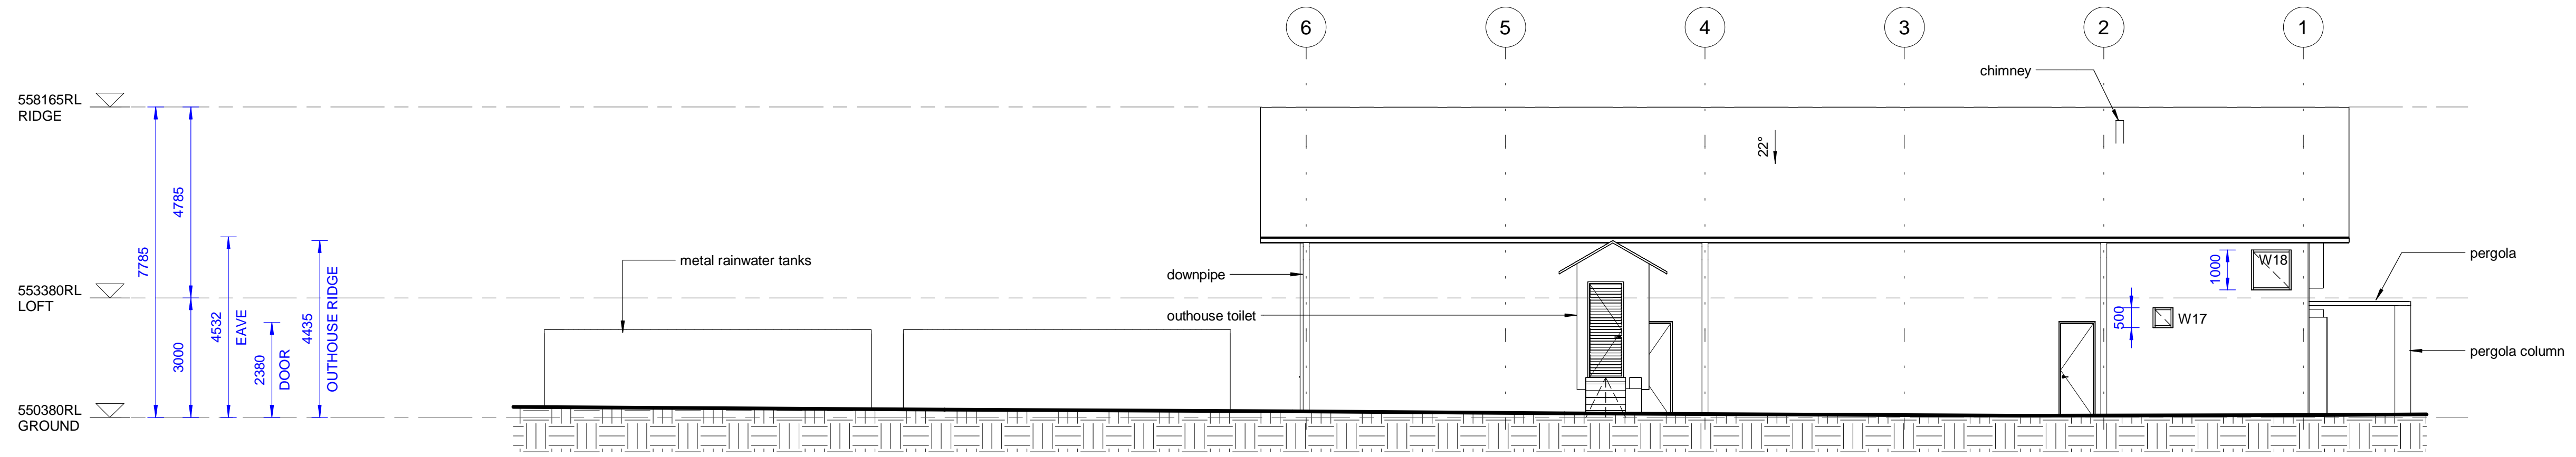 6 5 4 3 2 1
chimney
558165RL
RIDGE
22°
4785
7785
metal rainwater tanks
downpipe
outhouse toilet
1000
W18
pergola
553380RL
LOFT
4532
EAVE
4435
OUTHOUSE RIDGE
500
W17
3000
2380
DOOR
pergola column
550380RL
GROUND